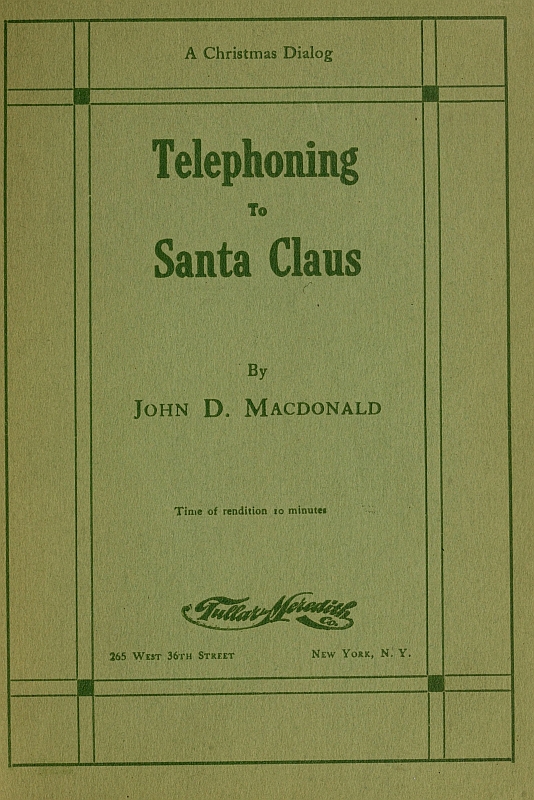 A Christmas Dialog
Telephoning
To
Santa Claus
By
John D. Macdonald
Time of rendition 10 minutes
Tullar-Meredith Co.
265 West 36th Street New York, N. Y.